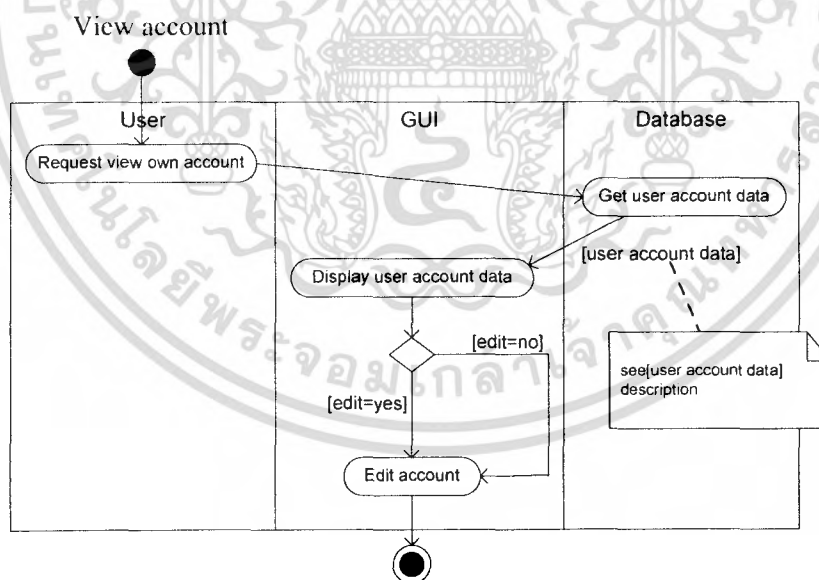 View account
User
GUI
Database
Request view own account
Get user account data
[user account data]
Display user account data
[edit=no]
see[user account data]
description
[edit=yes]
Edit account